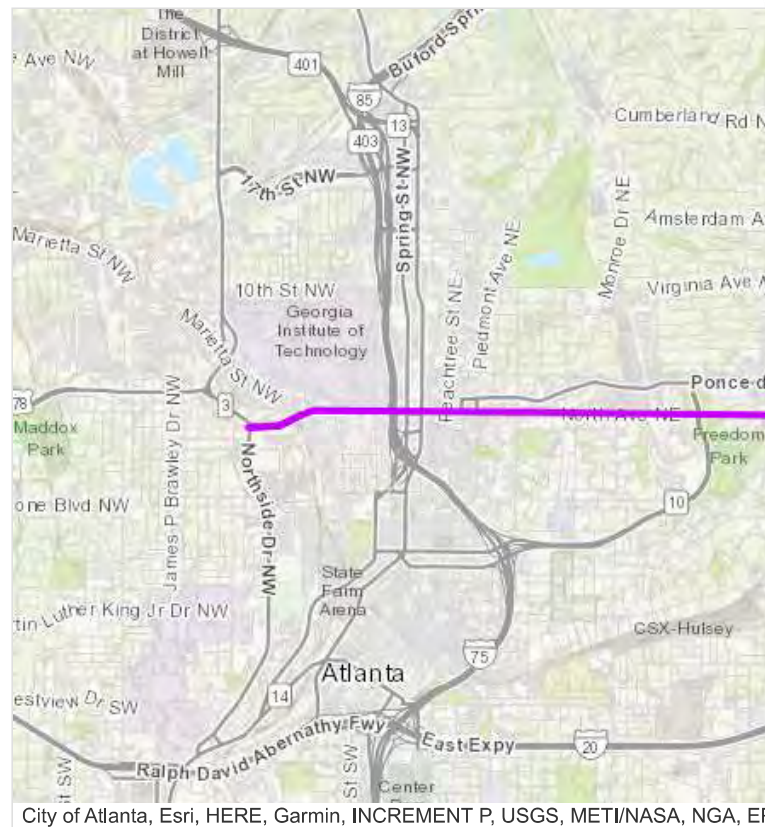 The
District
at Howell
Mill
Ave NW
401
Buford Spri
85
403
13
Cumberland Rd N
17th St NW
Spring St NW
Amsterdam A
Marietta St NW
Peachtree St NE
Piedmont Ave NE
Monroe Dr NE
Virginia Ave
10th St NW
Georgia
Institute of
Technology
Marietta St NW
Ponce d
78
3
North Ave NE
Maddox
Park
Freedom
Park
James P Brawley Dr NW
Northside Dr NW
one Blvd NW
10
State
Farm
Arena
tin Luther King Jr Dr NW
CSX-Hulsey
75
Atlanta
14
estview Dr SW
Ralph David Abernathy Fwy
East Expy
20
St SW
St SW
Center
City of Atlanta, Esri, HERE, Garmin, INCREMENT P, USGS, METI/NASA, NGA, EP